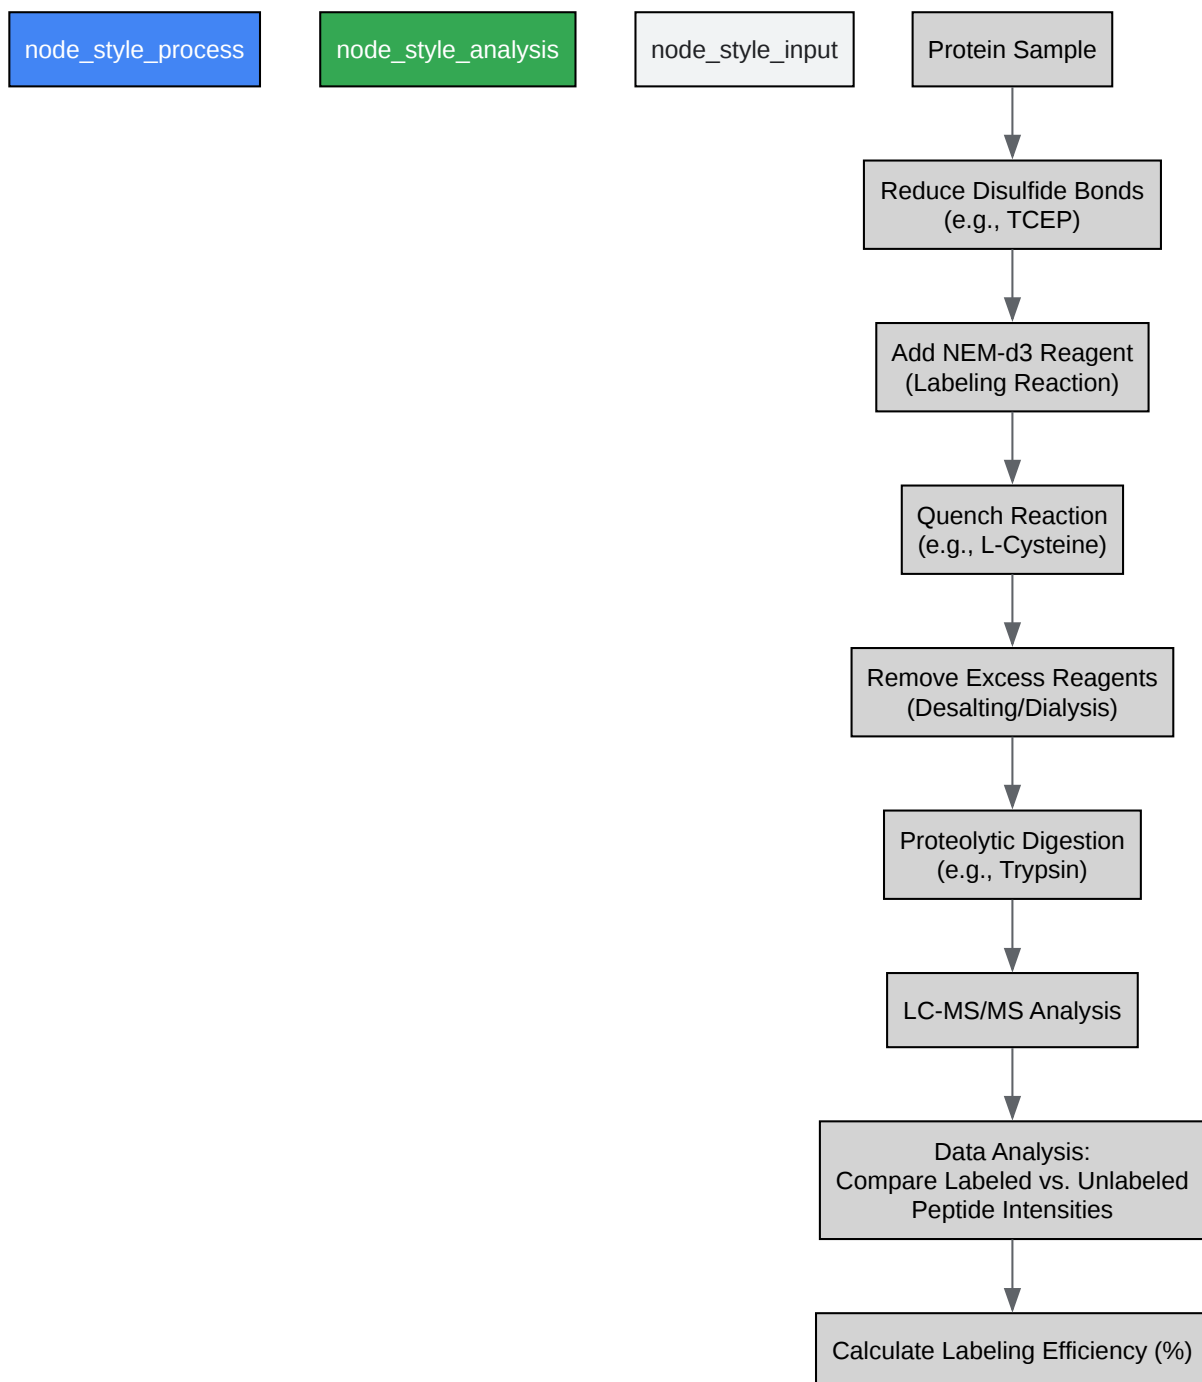 node_style_process
node_style_analysis
node_style_input
Protein Sample
Reduce Disulfide Bonds
(e.g., TCEP)
Add NEM-d3 Reagent
(Labeling Reaction)
Quench Reaction
(e.g., L-Cysteine)
Remove Excess Reagents
(Desalting/Dialysis)
Proteolytic Digestion
(e.g., Trypsin)
LC-MS/MS Analysis
Data Analysis:
Compare Labeled vs. Unlabeled
Peptide Intensities
Calculate Labeling Efficiency (%)